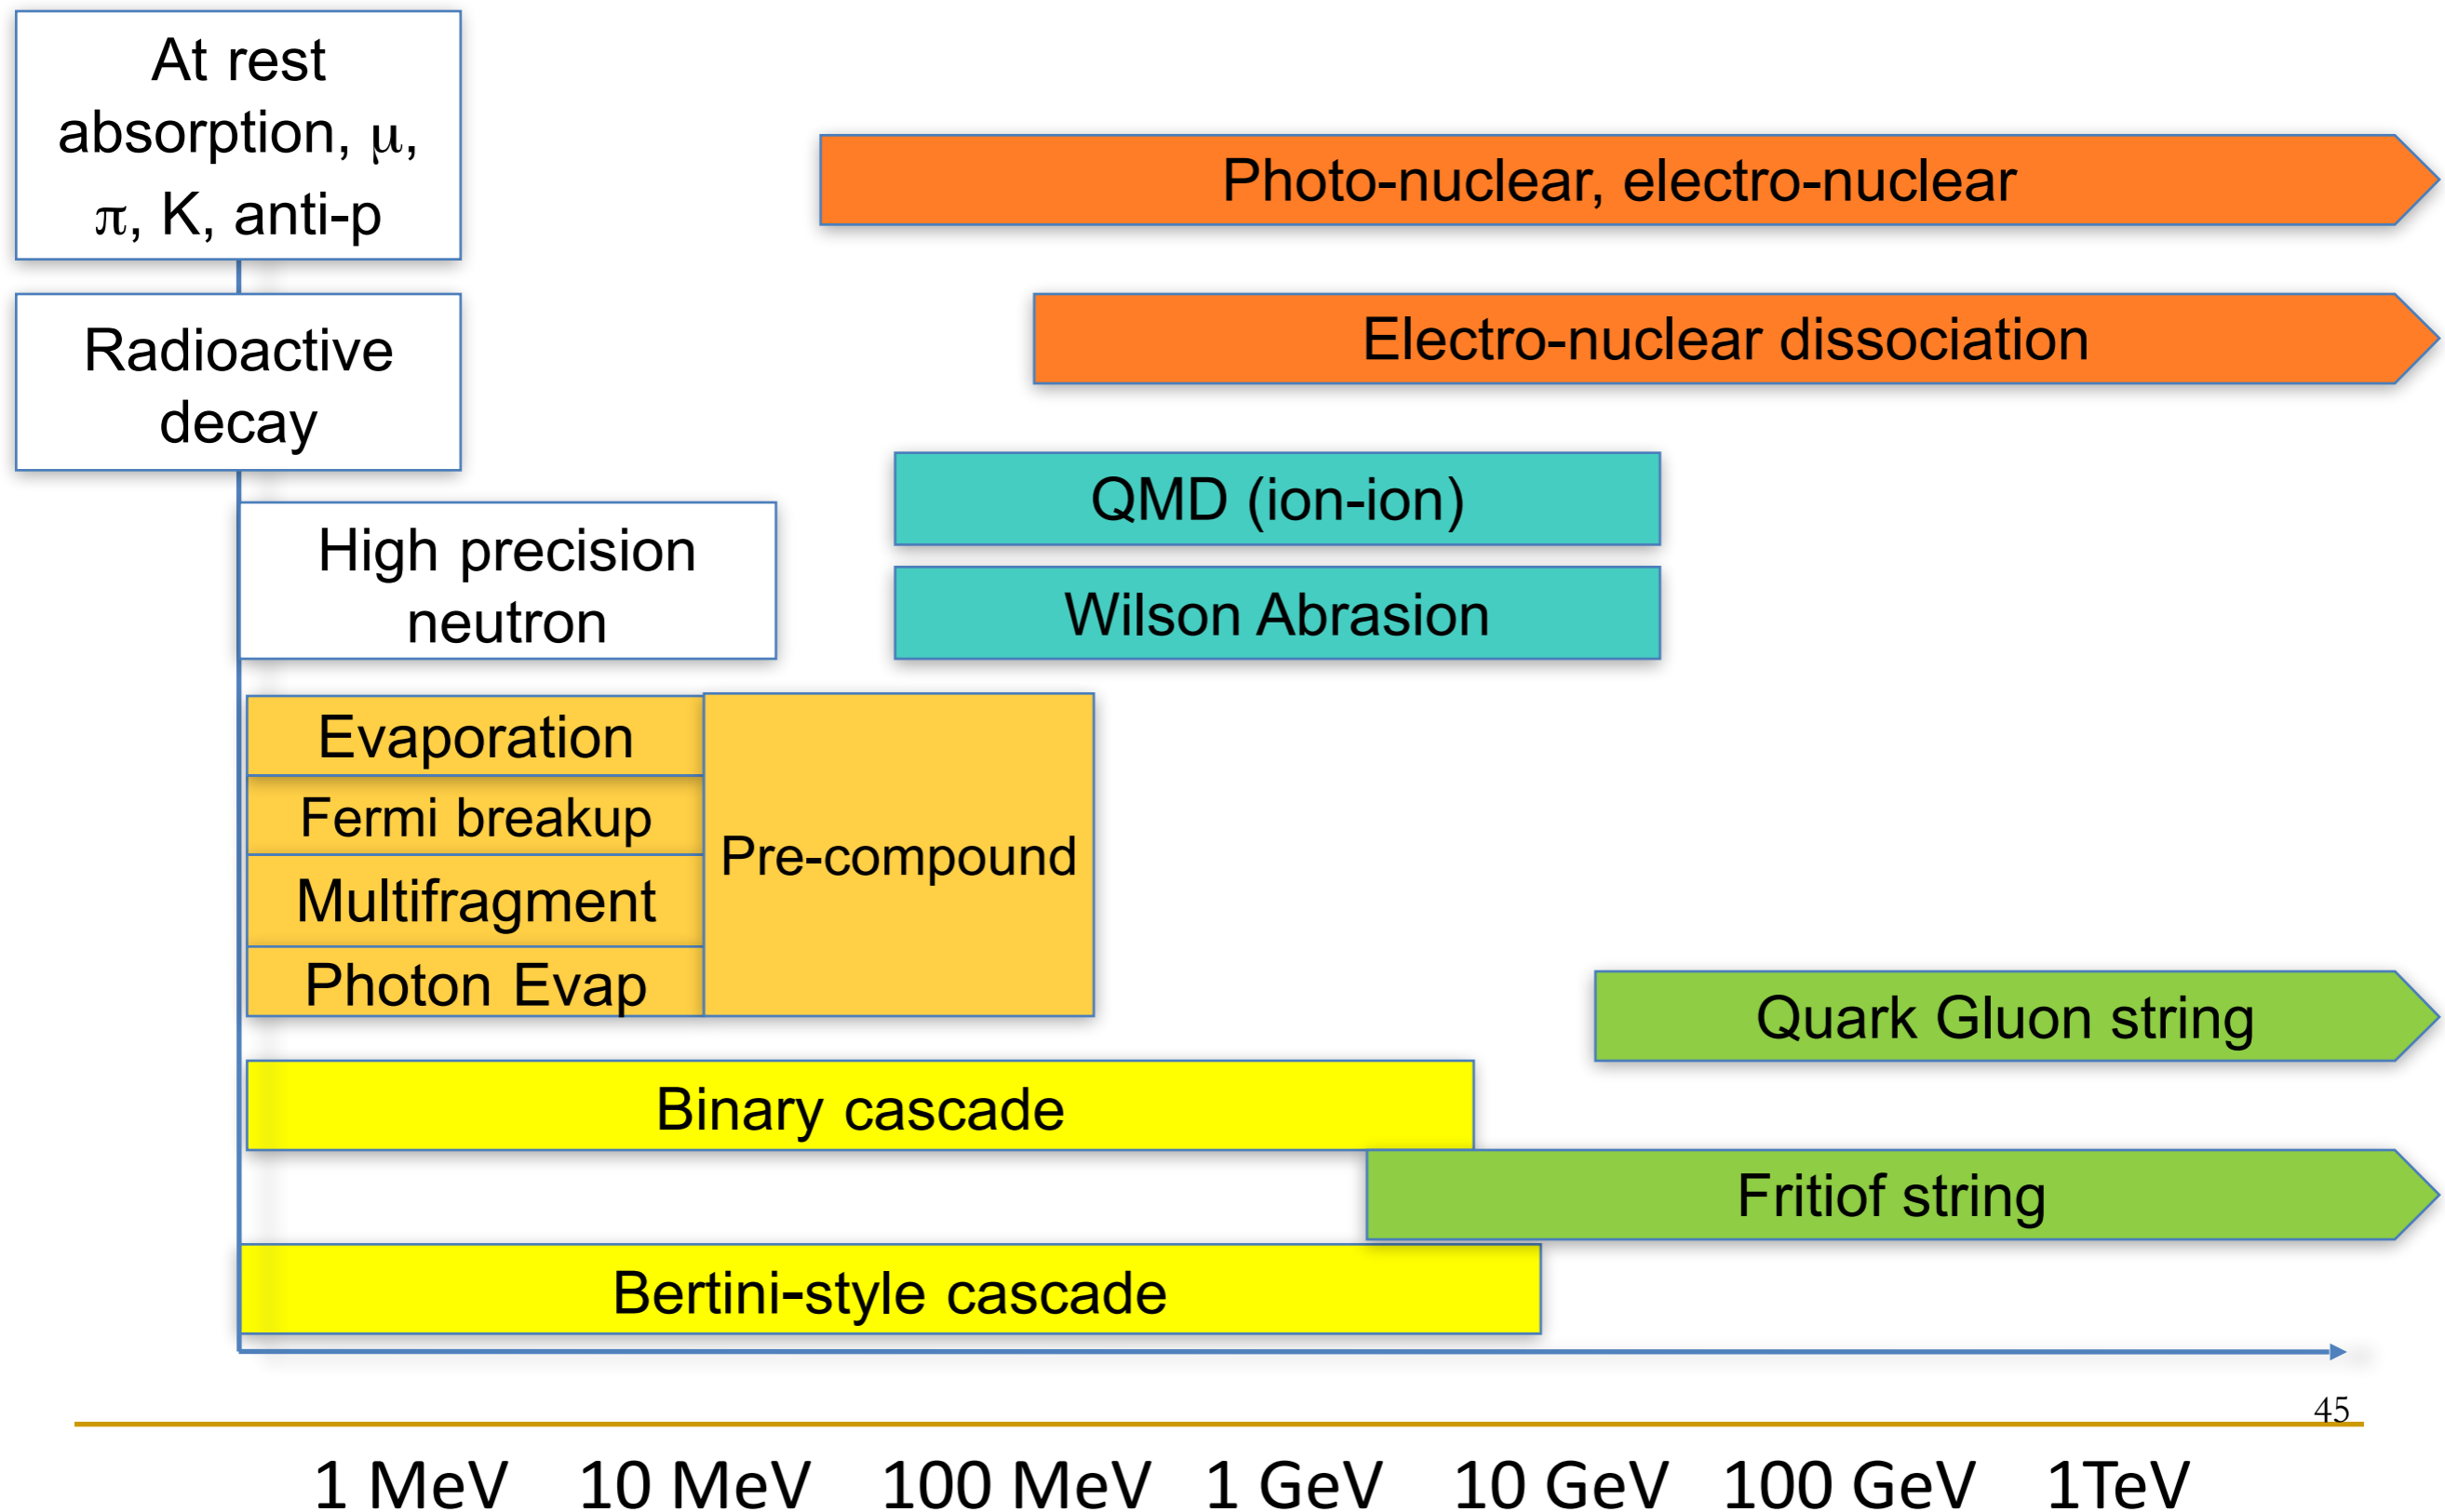 At rest
absorption, μ,
π, K, anti-p
Photo-nuclear, electro-nuclear
Radioactive
decay
Electro-nuclear dissociation
QMD (ion-ion)
High precision
neutron
Wilson Abrasion
Evaporation
Fermi breakup
Multifragment
Photon Evap
Pre-compound
Quark Gluon string
Binary cascade
Fritiof string
Bertini-style cascade
45
1 MeV 10 MeV 100 MeV 1 GeV 10 GeV 100 GeV 1TeV